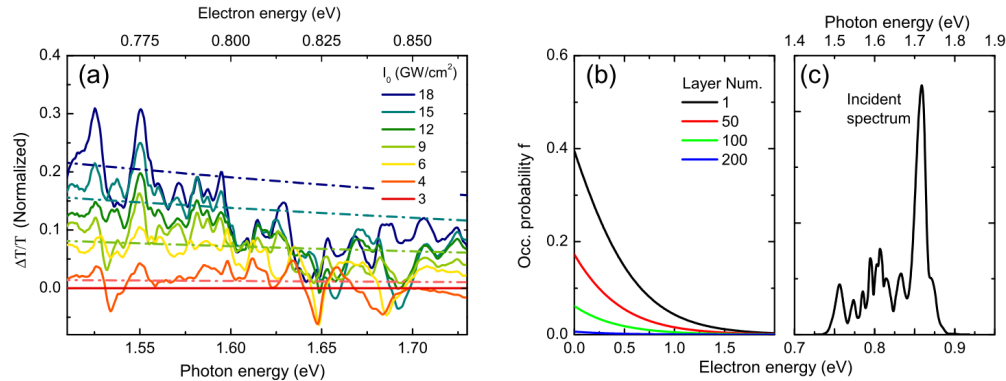 Electron energy (eV)
0.775 0.800 0.825 0.850
(a)
I0 (GW/cm²)
18
15
12
9
6
4
3
ΔT/T (Normalized)
0.4
0.3
0.2
0.1
0.0
1.55 1.60 1.65 1.70
Photon energy (eV)
(b)
Layer Num.
1
50
100
200
Occ. probability f
0.6
0.4
0.2
0.0
0.0 0.5 1.0 1.5
Photon energy (eV)
1.4 1.5 1.6 1.7 1.8 1.9
(c)
Incident
spectrum
0.7 0.8 0.9
Electron energy (eV)